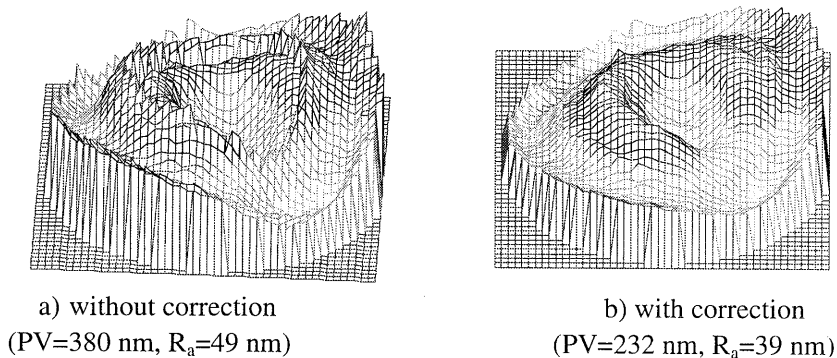 a) without correction
(PV=380 nm, Rₐ=49 nm)
b) with correction
(PV=232 nm, Rₐ=39 nm)